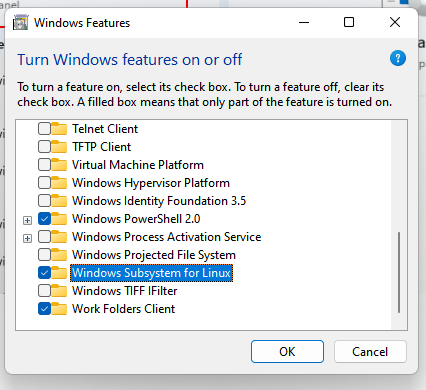 anel
Windows Features
Turn Windows features on or off
To turn a feature on, select its check box. To turn a feature off, clear its
check box. A filled box means that only part of the feature is turned on.
Telnet Client
TFTP Client
Virtual Machine Platform
Windows Hypervisor Platform
Windows Identity Foundation 3.5
Windows PowerShell 2.0
Windows Process Activation Service
Windows Projected File System
Windows Subsystem for Linux
Windows TIFF IFilter
Work Folders Client
OK
Cancel